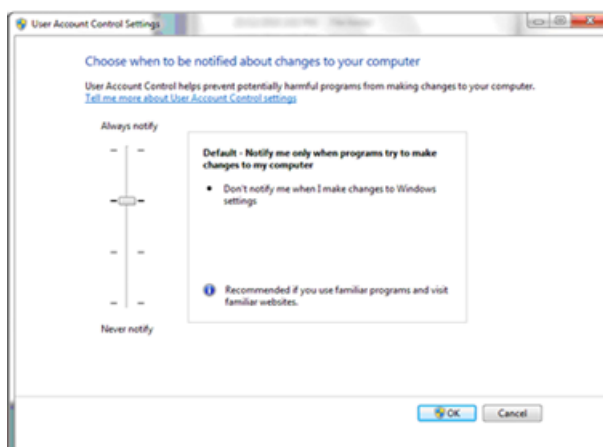 User Account Control Settings
Choose when to be notified about changes to your computer
User Account Control helps prevent potentially harmful programs from making changes to your computer.
Tell me more about User Account Control settings
Always notify
Default - Notify me only when programs try to make
changes to my computer
• Don't notify me when I make changes to Windows
settings
Recommended if you use familiar programs and visit
familiar websites.
Never notify
OK Cancel